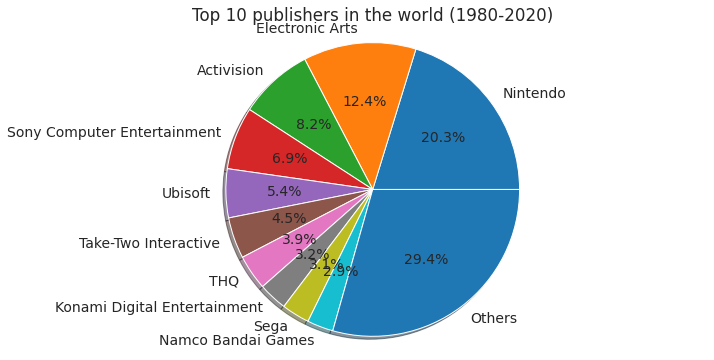 Top 10 publishers in the world (1980-2020)
Electronic Arts
Activision
Nintendo
Sony Computer Entertainment
Ubisoft
Take-Two Interactive
THQ
Konami Digital Entertainment
Sega
Namco Bandai Games
Others
12.4%
8.2%
20.3%
6.9%
5.4%
4.5%
3.9%
3.2%
3.1%
2.9%
29.4%